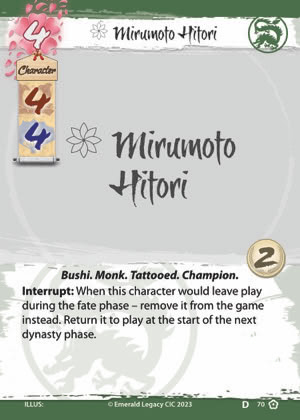 4
Mirumoto Hitori
Character
4
4
Mirumoto
Hitori
2
Bushi. Monk. Tattooed. Champion.
Interrupt: When this character would leave play
during the fate phase – remove it from the game
instead. Return it to play at the start of the next
dynasty phase.
ILLUS: © Emerald Legacy CIC 2023 D 70